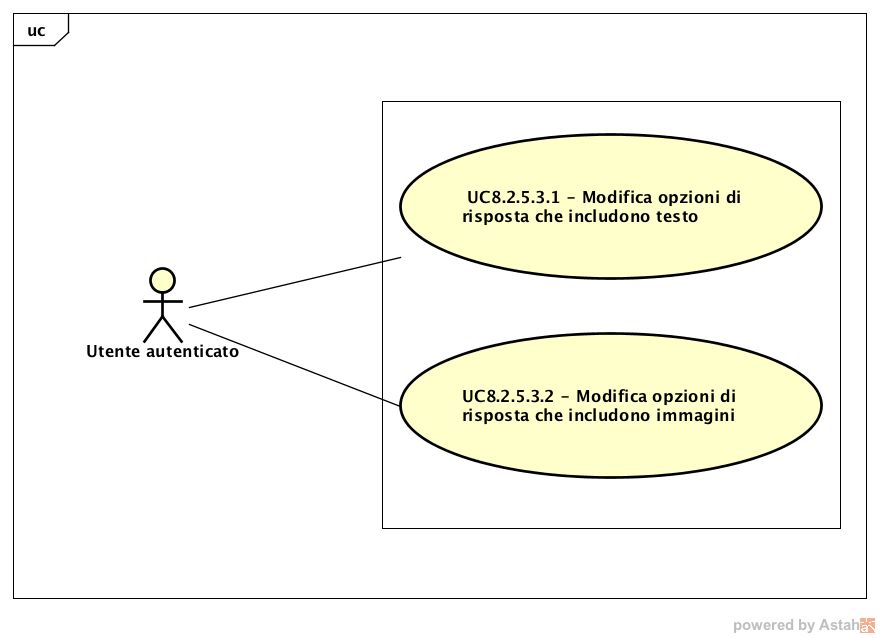 uc
UC8.2.5.3.1 – Modifica opzioni di
risposta che includono testo
Utente autenticato
UC8.2.5.3.2 – Modifica opzioni di
risposta che includono immagini
powered by Astah